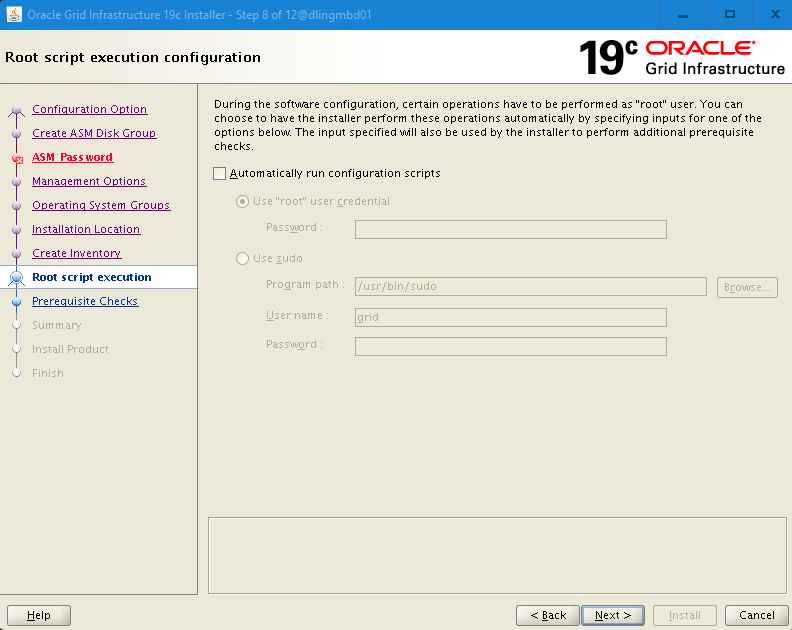 Oracle Grid Infrastructure 19c Installer - Step 8 of 12@dlingmbd01
Root script execution configuration
19c ORACLE
Grid Infrastructure
Configuration Option
Create ASM Disk Group
ASM Password
Management Options
Operating System Groups
Installation Location
Create Inventory
Root script execution
Prerequisite Checks
Summary
Install Product
Finish
During the software configuration, certain operations have to be performed as "root" user. You can
choose to have the installer perform these operations automatically by specifying inputs for one of the
options below. The input specified will also be used by the installer to perform additional prerequisite
checks.
Automatically run configuration scripts
Use "root" user credential
Password :
Use sudo
Program path : /usr/bin/sudo Browse...
User name : grid
Password :
Help < Back Next > Install Cancel